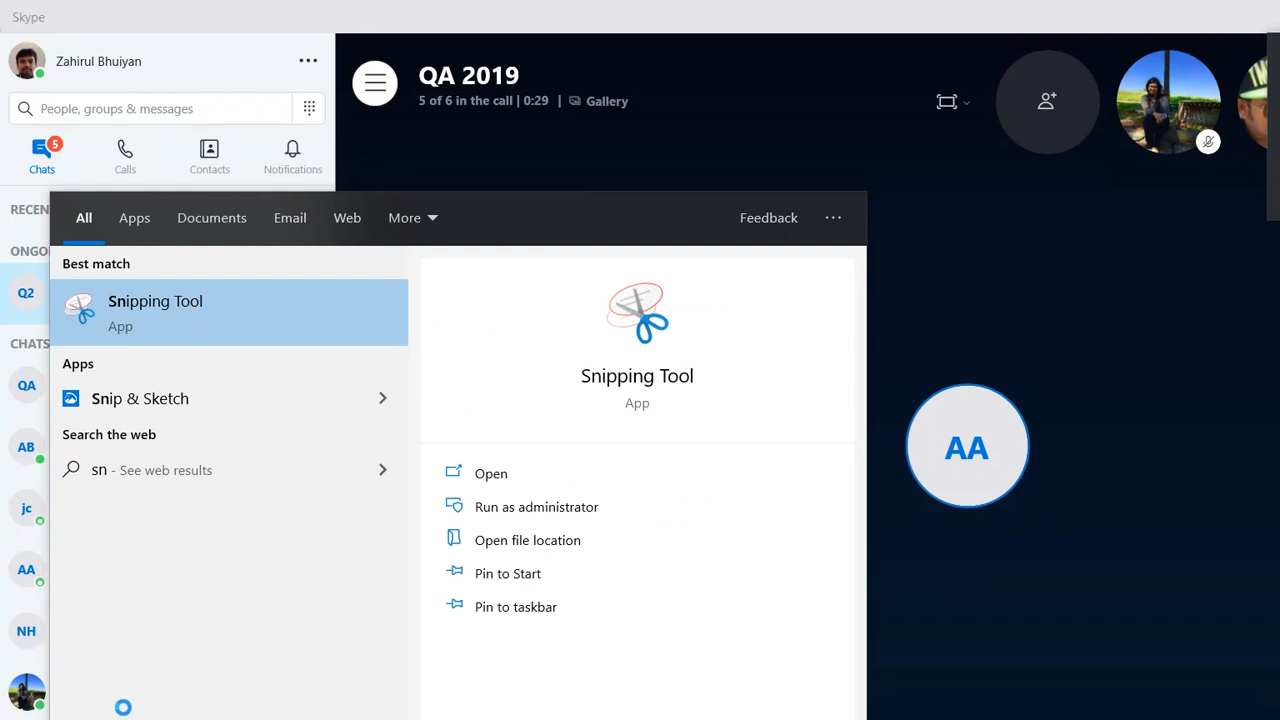 Skype
Zahirul Bhuiyan
People, groups & messages
5
Chats
Calls
Contacts
Notifications
RECEN
ONGO
Q2
CHATS
QA
AB
jc
AA
NH
QA 2019
5 of 6 in the call | 0:29 | Gallery
AA
All
Apps
Documents
Email
Web
More
Feedback
Best match
Snipping Tool
App
Apps
Snip & Sketch
Search the web
sn - See web results
Snipping Tool
App
Open
Run as administrator
Open file location
Pin to Start
Pin to taskbar